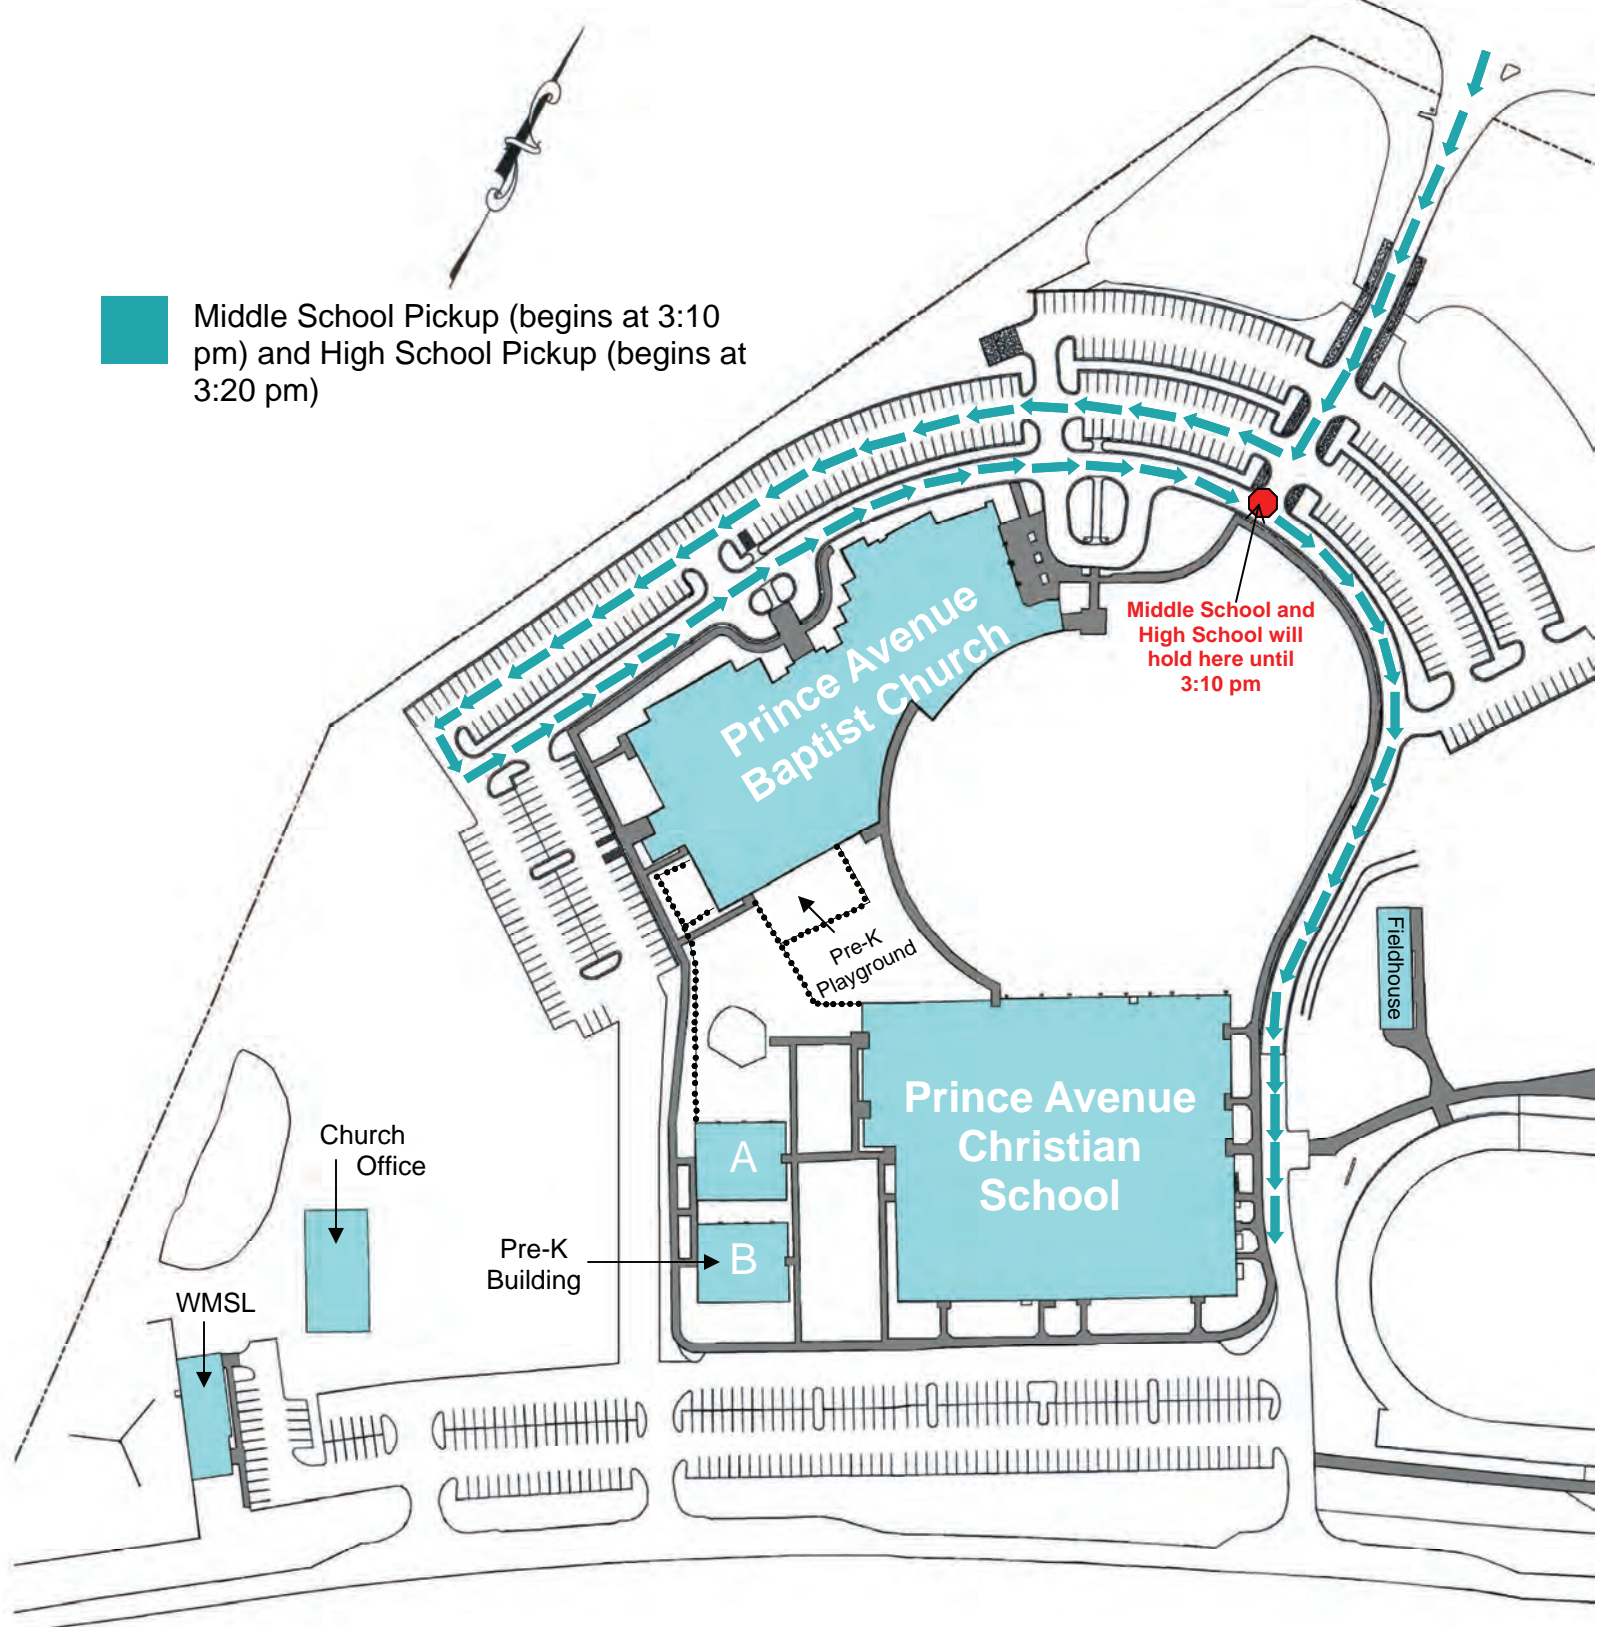 Middle School Pickup (begins at 3:10
pm) and High School Pickup (begins at
3:20 pm)
Middle School and
High School will
hold here until
3:10 pm
Prince Avenue
Baptist Church
Pre-K
Playground
Fieldhouse
Prince Avenue
Christian
School
Church
Office
A
Pre-K
Building
B
WMSL